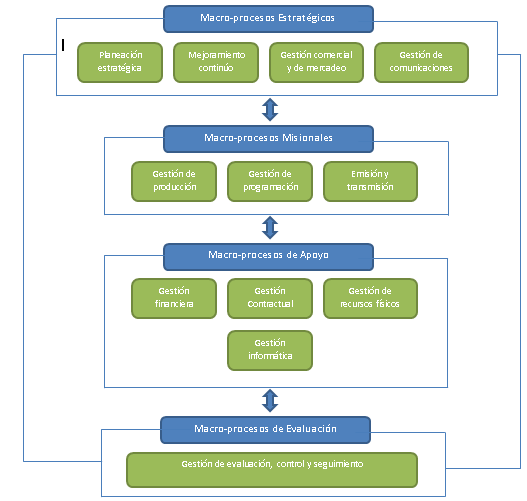 Macro-procesos Estratégicos
Planeación
estratégica
Mejoramiento
continúo
Gestión comercial
y de mercadeo
Gestión de
comunicaciones
Macro-procesos Misionales
Gestión de
producción
Gestión de
programación
Emisión y
transmisión
Macro-procesos de Apoyo
Gestión
financiera
Gestión
Contractual
Gestión de
recursos físicos
Gestión
informática
Macro-procesos de Evaluación
Gestión de evaluación, control y seguimiento